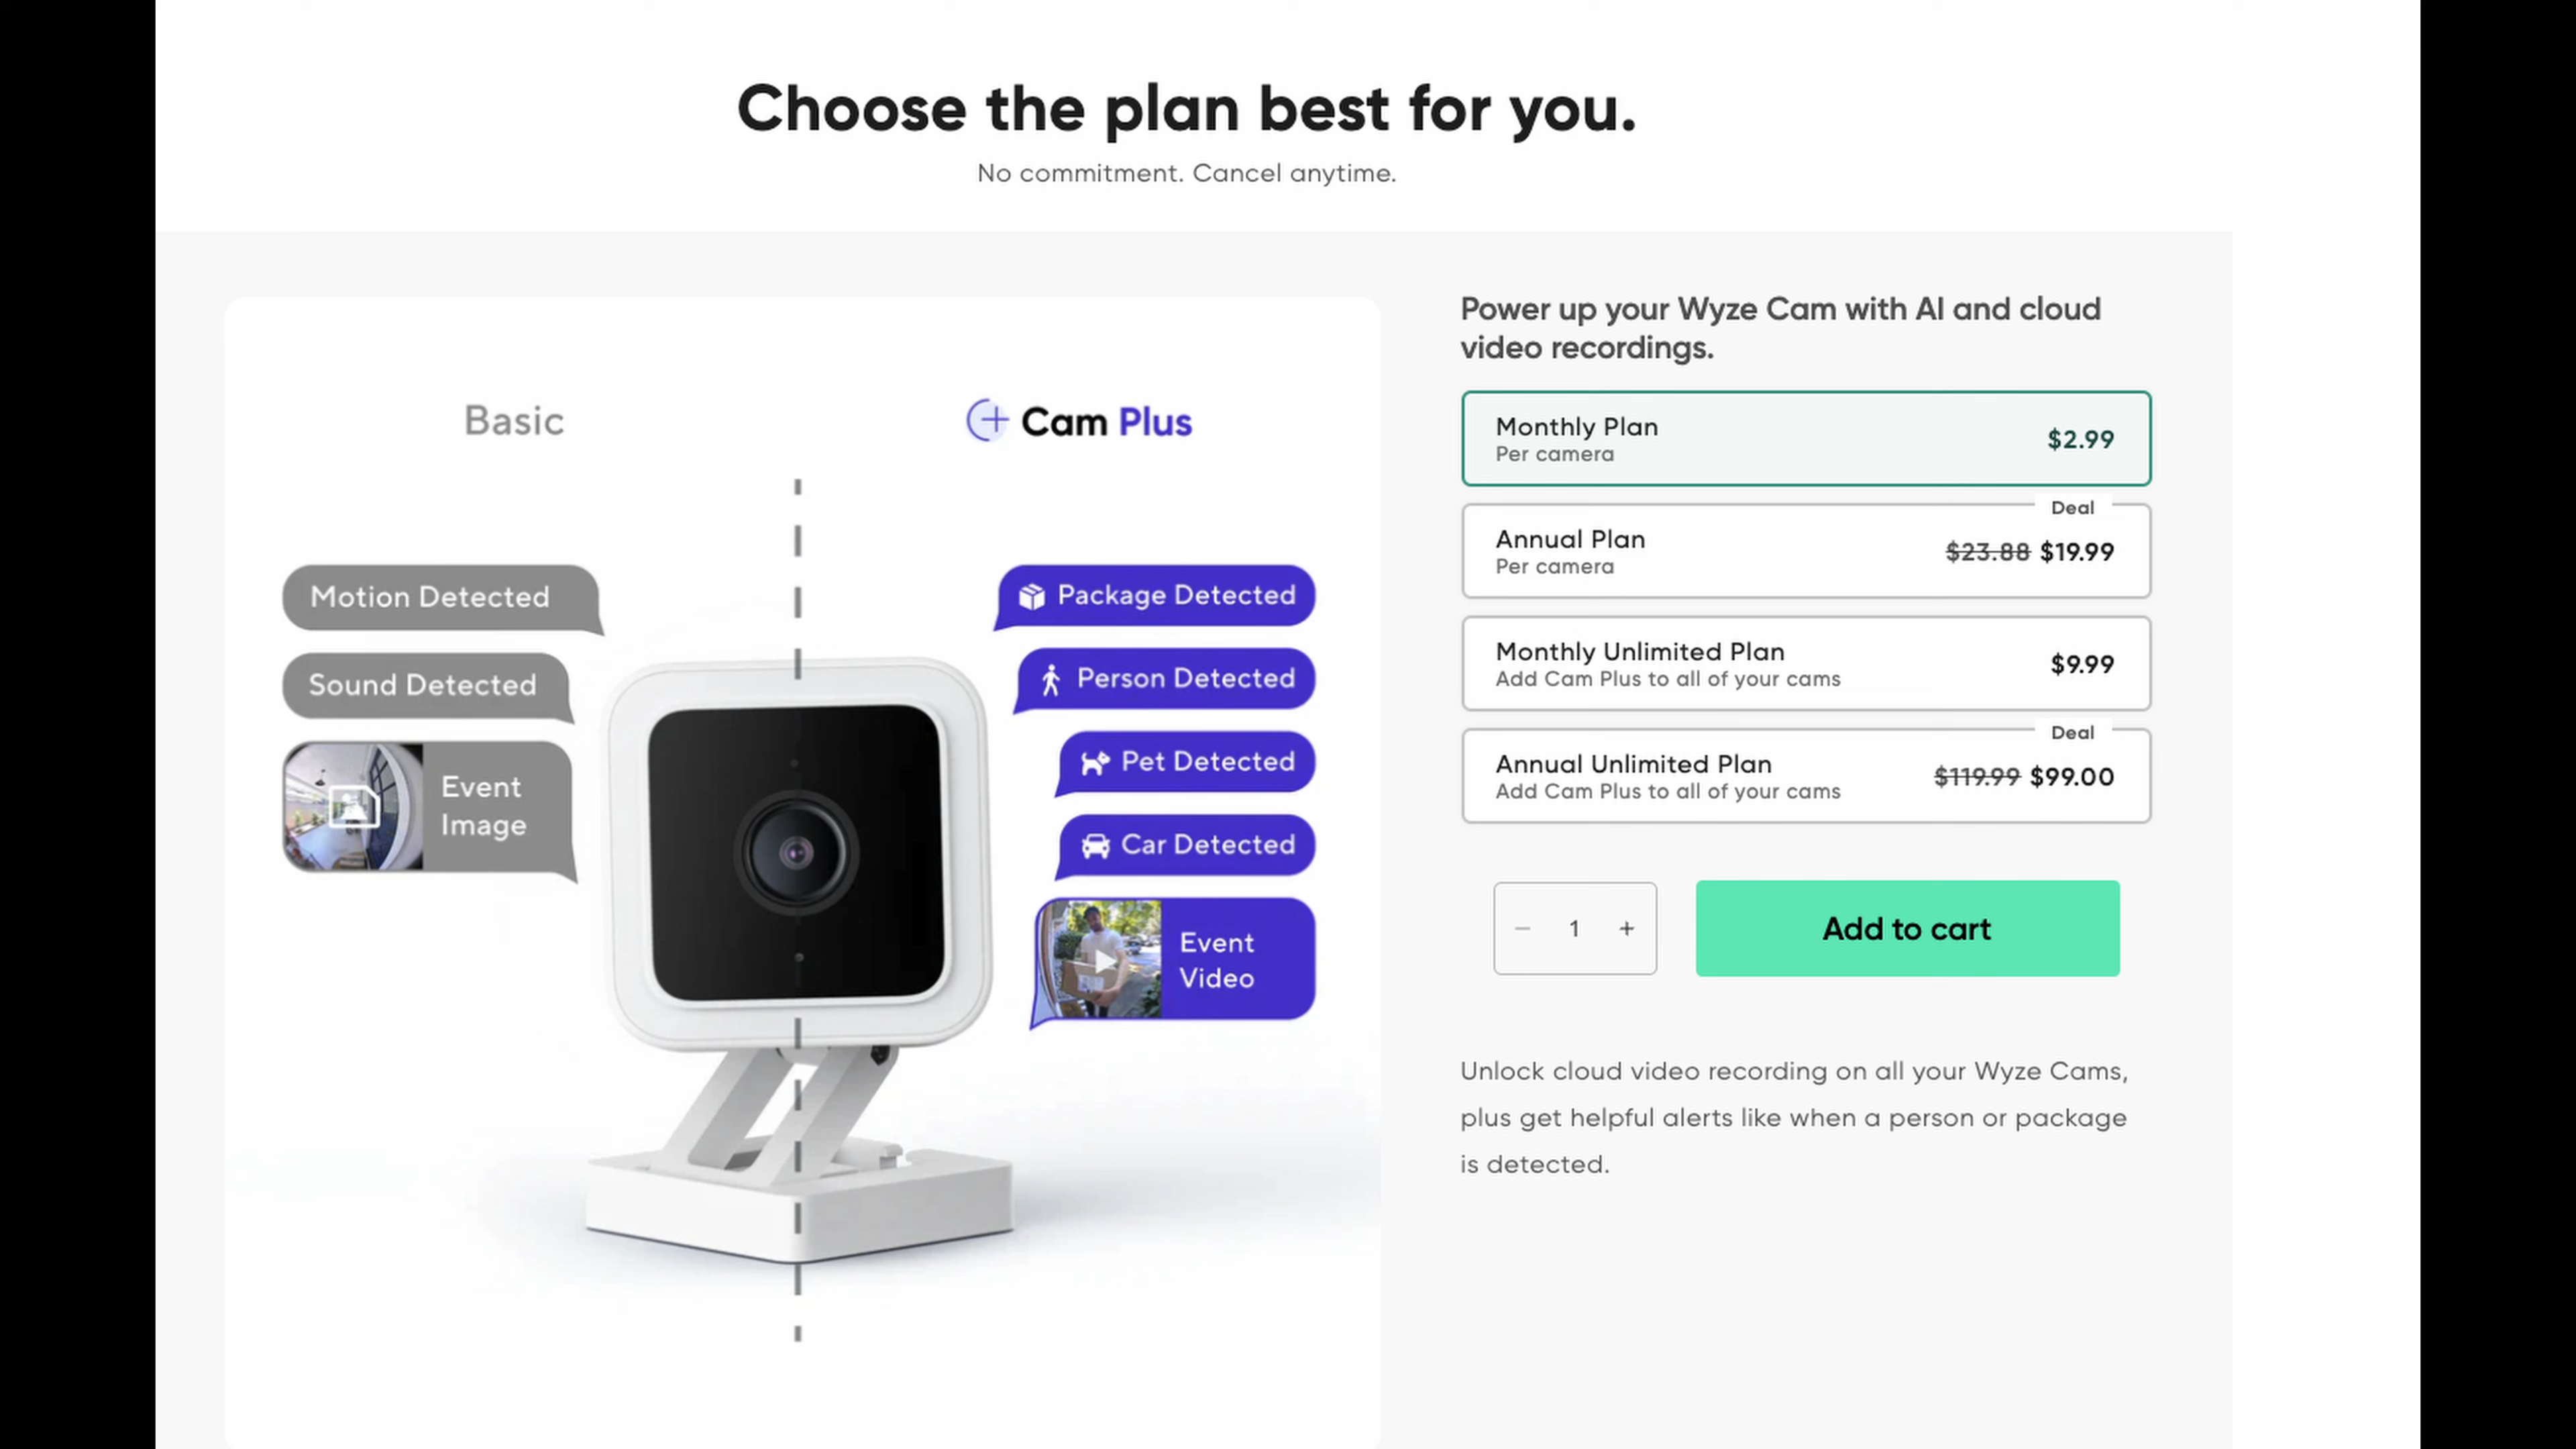 Choose the plan best for you.
No commitment. Cancel anytime.
Basic
Cam Plus
Motion Detected
Sound Detected
Event
Image
Package Detected
Person Detected
Pet Detected
Car Detected
Event
Video
Power up your Wyze Cam with AI and cloud
video recordings.
Monthly Plan
Per camera
$2.99
Deal
Annual Plan
Per camera
$23.88 $19.99
Monthly Unlimited Plan
Add Cam Plus to all of your cams
$9.99
Deal
Annual Unlimited Plan
Add Cam Plus to all of your cams
$119.99 $99.00
− 1 +
Add to cart
Unlock cloud video recording on all your Wyze Cams,
plus get helpful alerts like when a person or package
is detected.